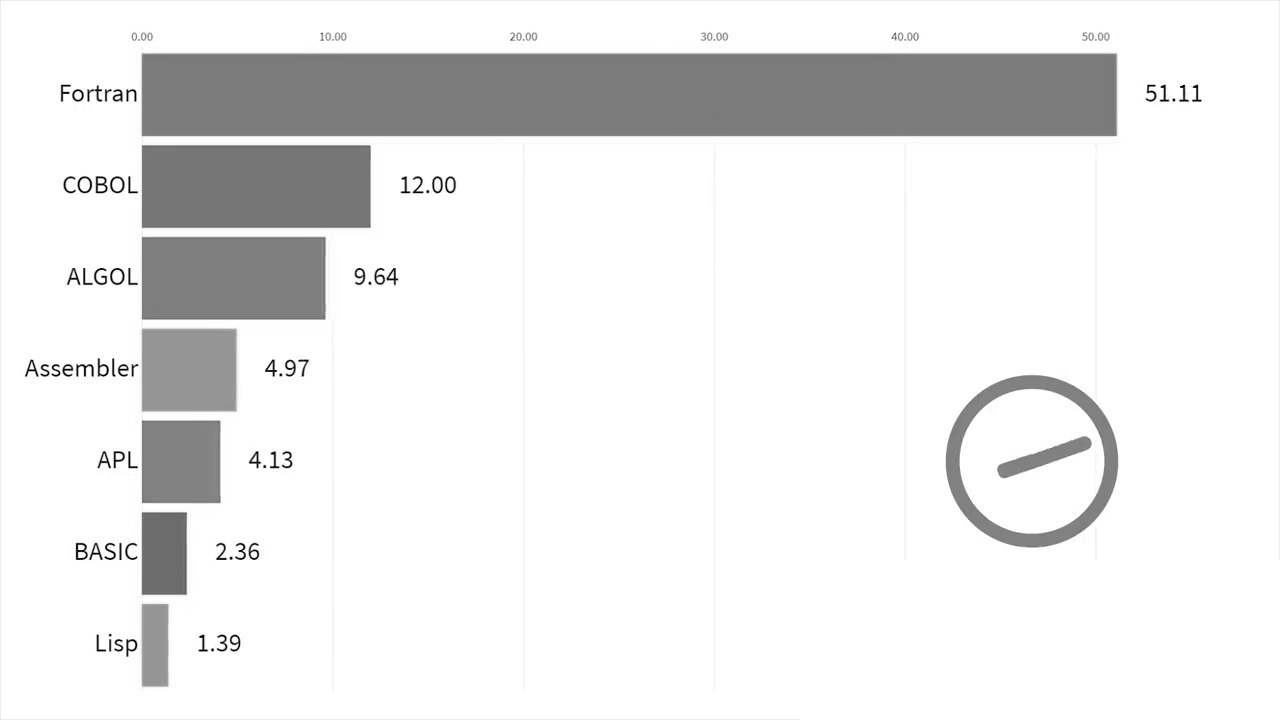 0.00 10.00 20.00 30.00 40.00 50.00
Fortran 51.11
COBOL 12.00
ALGOL 9.64
Assembler 4.97
APL 4.13
BASIC 2.36
Lisp 1.39